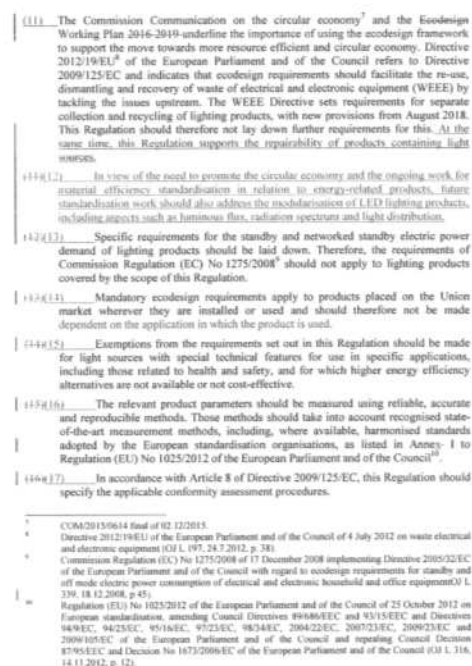 (11) The Commission Communication on the circular economy7 and the Ecodesign
Working Plan 2016-2019 underline the importance of using the ecodesign framework
to support the move towards more resource efficient and circular economy. Directive
2012/19/EU8 of the European Parliament and of the Council refers to Directive
2009/125/EC and indicates that ecodesign requirements should facilitate the re-use,
dismantling and recovery of waste of electrical and electronic equipment (WEEE) by
tackling the issues upstream. The WEEE Directive sets requirements for separate
collection and recycling of lighting products, with new provisions from August 2018.
This Regulation should therefore not lay down further requirements for this. At the
same time, this Regulation supports the repairability of products containing light
sources.
(11)(12) In view of the need to promote the circular economy and the ongoing work for
material efficiency standardisation in relation to energy-related products, future
standardisation work should also address the modularisation of LED lighting products,
including aspects such as luminous flux, radiation spectrum and light distribution.
(12)(13) Specific requirements for the standby and networked standby electric power
demand of lighting products should be laid down. Therefore, the requirements of
Commission Regulation (EC) No 1275/20089 should not apply to lighting products
covered by the scope of this Regulation.
(13)(14) Mandatory ecodesign requirements apply to products placed on the Union
market wherever they are installed or used and should therefore not be made
dependent on the application in which the product is used.
(14)(15) Exemptions from the requirements set out in this Regulation should be made
for light sources with special technical features for use in specific applications,
including those related to health and safety, and for which higher energy efficiency
alternatives are not available or not cost-effective.
(15)(16) The relevant product parameters should be measured using reliable, accurate
and reproducible methods. Those methods should take into account recognised state-
of-the-art measurement methods, including, where available, harmonised standards
adopted by the European standardisation organisations, as listed in Annex I to
Regulation (EU) No 1025/2012 of the European Parliament and of the Council10.
(16)(17) In accordance with Article 8 of Directive 2009/125/EC, this Regulation should
specify the applicable conformity assessment procedures.
7 COM/2015/0614 final of 02.12/2015.
8 Directive 2012/19/EU of the European Parliament and of the Council of 4 July 2012 on waste electrical
and electronic equipment (OJ L 197, 24.7.2012, p. 38).
9 Commission Regulation (EC) No 1275/2008 of 17 December 2008 implementing Directive 2005/32/EC
of the European Parliament and of the Council with regard to ecodesign requirements for standby and
off mode electric power consumption of electrical and electronic household and office equipment(OJ L
339, 18.12.2008, p.45).
10 Regulation (EU) No 1025/2012 of the European Parliament and of the Council of 25 October 2012 on
European standardisation, amending Council Directives 89/686/EEC and 93/15/EEC and Directives
94/9/EC, 94/25/EC, 95/16/EC, 97/23/EC, 98/34/EC, 2004/22/EC, 2007/23/EC, 2009/23/EC and
2009/105/EC of the European Parliament and of the Council and repealing Council Decision
87/95/EEC and Decision No 1673/2006/EC of the European Parliament and of the Council (OJ L 316,
14.11.2012, p. 12).